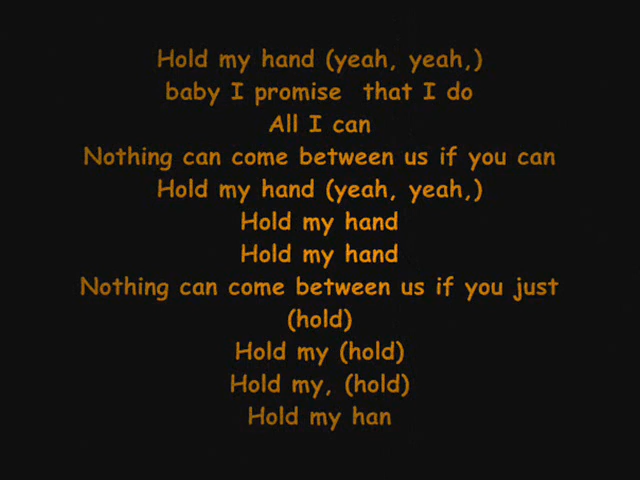 Hold my hand (yeah, yeah,)
baby I promise that I do
All I can
Nothing can come between us if you can
Hold my hand (yeah, yeah,)
Hold my hand
Hold my hand
Nothing can come between us if you just
(hold)
Hold my (hold)
Hold my, (hold)
Hold my han